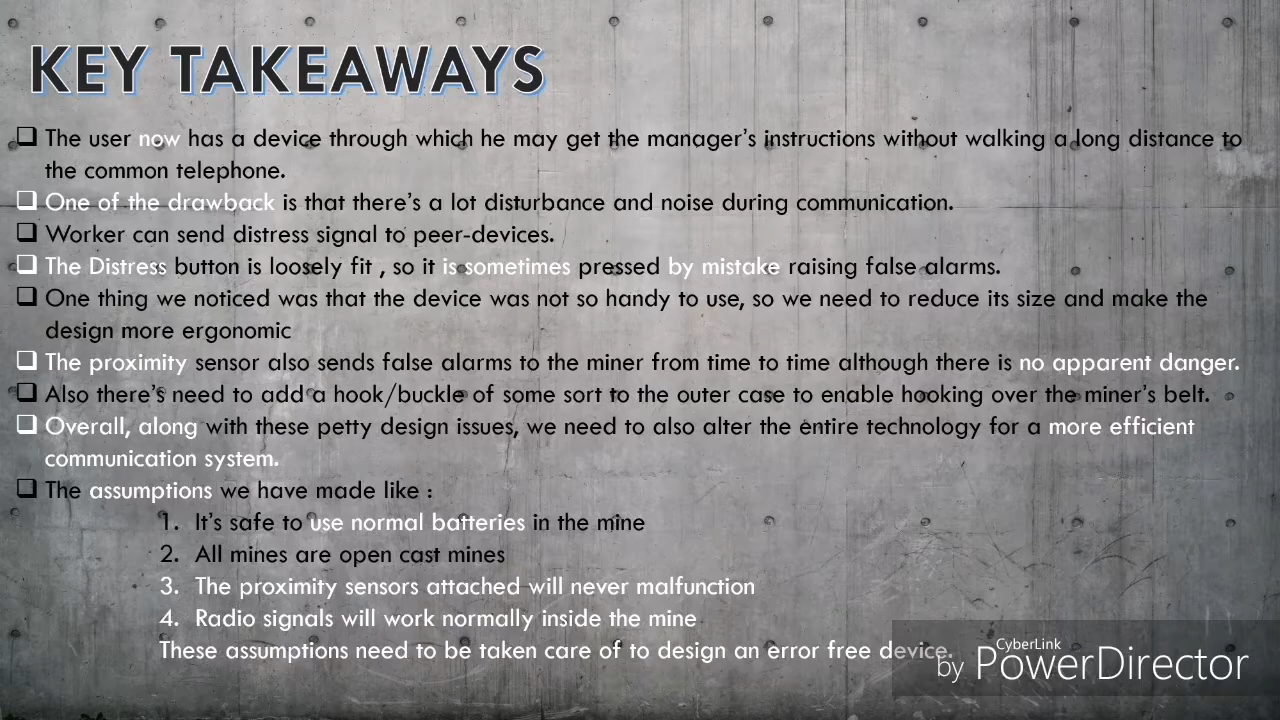 KEY TAKEAWAYS
❑ The user now has a device through which he may get the manager's instructions without walking a long distance to
the common telephone.
❑ One of the drawback is that there's a lot disturbance and noise during communication.
❑ Worker can send distress signal to peer-devices.
❑ The Distress button is loosely fit , so it is sometimes pressed by mistake raising false alarms.
❑ One thing we noticed was that the device was not so handy to use, so we need to reduce its size and make the
design more ergonomic
❑ The proximity sensor also sends false alarms to the miner from time to time although there is no apparent danger.
❑ Also there's need to add a hook/buckle of some sort to the outer case to enable hooking over the miner's belt.
❑ Overall, along with these petty design issues, we need to also alter the entire technology for a more efficient
communication system.
❑ The assumptions we have made like :
1. It's safe to use normal batteries in the mine
2. All mines are open cast mines
3. The proximity sensors attached will never malfunction
4. Radio signals will work normally inside the mine
These assumptions need to be taken care of to design an error free device.
by CyberLink PowerDirector